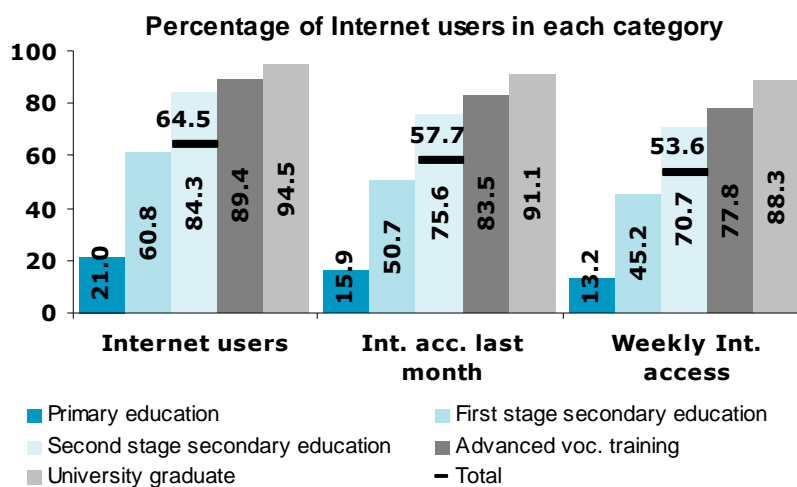 Percentage of Internet users in each category
100
80
60
40
20
0
21.0
60.8
84.3
89.4
94.5
64.5
15.9
50.7
75.6
83.5
91.1
57.7
13.2
45.2
70.7
77.8
88.3
53.6
Internet users
Int. acc. last
month
Weekly Int.
access
Primary education
First stage secondary education
Second stage secondary education
Advanced voc. training
University graduate
Total